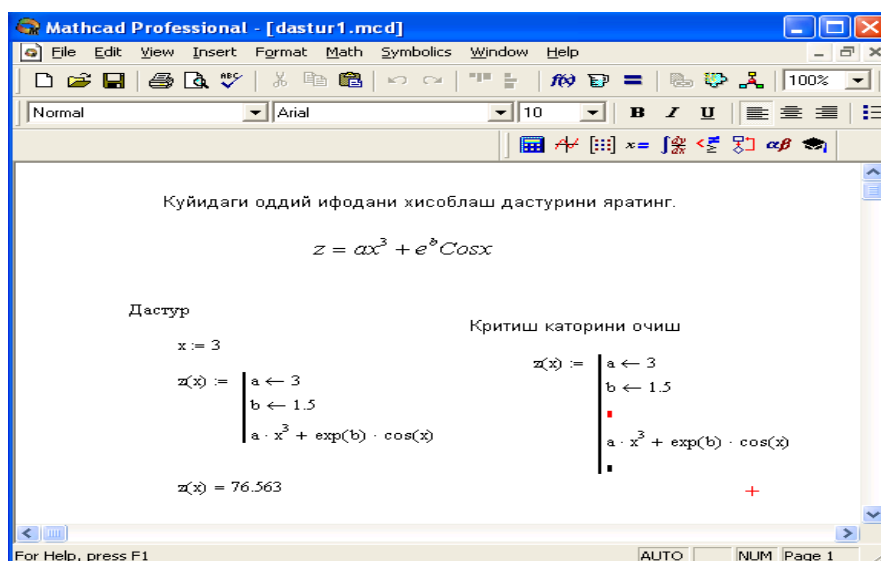 Mathcad Professional - [dastur1.mcd]
File Edit View Insert Format Math Symbolics Window Help
100%
Normal Arial 10 B I U
Куйидаги оддий ифодани хисоблаш дастурини яратинг.
z = ax³ + eᵇCosx
Дастур
x := 3
z(x) := a ← 3
b ← 1.5
a · x³ + exp(b) · cos(x)
z(x) = 76.563
Критиш каторини очиш
z(x) := a ← 3
b ← 1.5
a · x³ + exp(b) · cos(x)
For Help, press F1 AUTO NUM Page 1